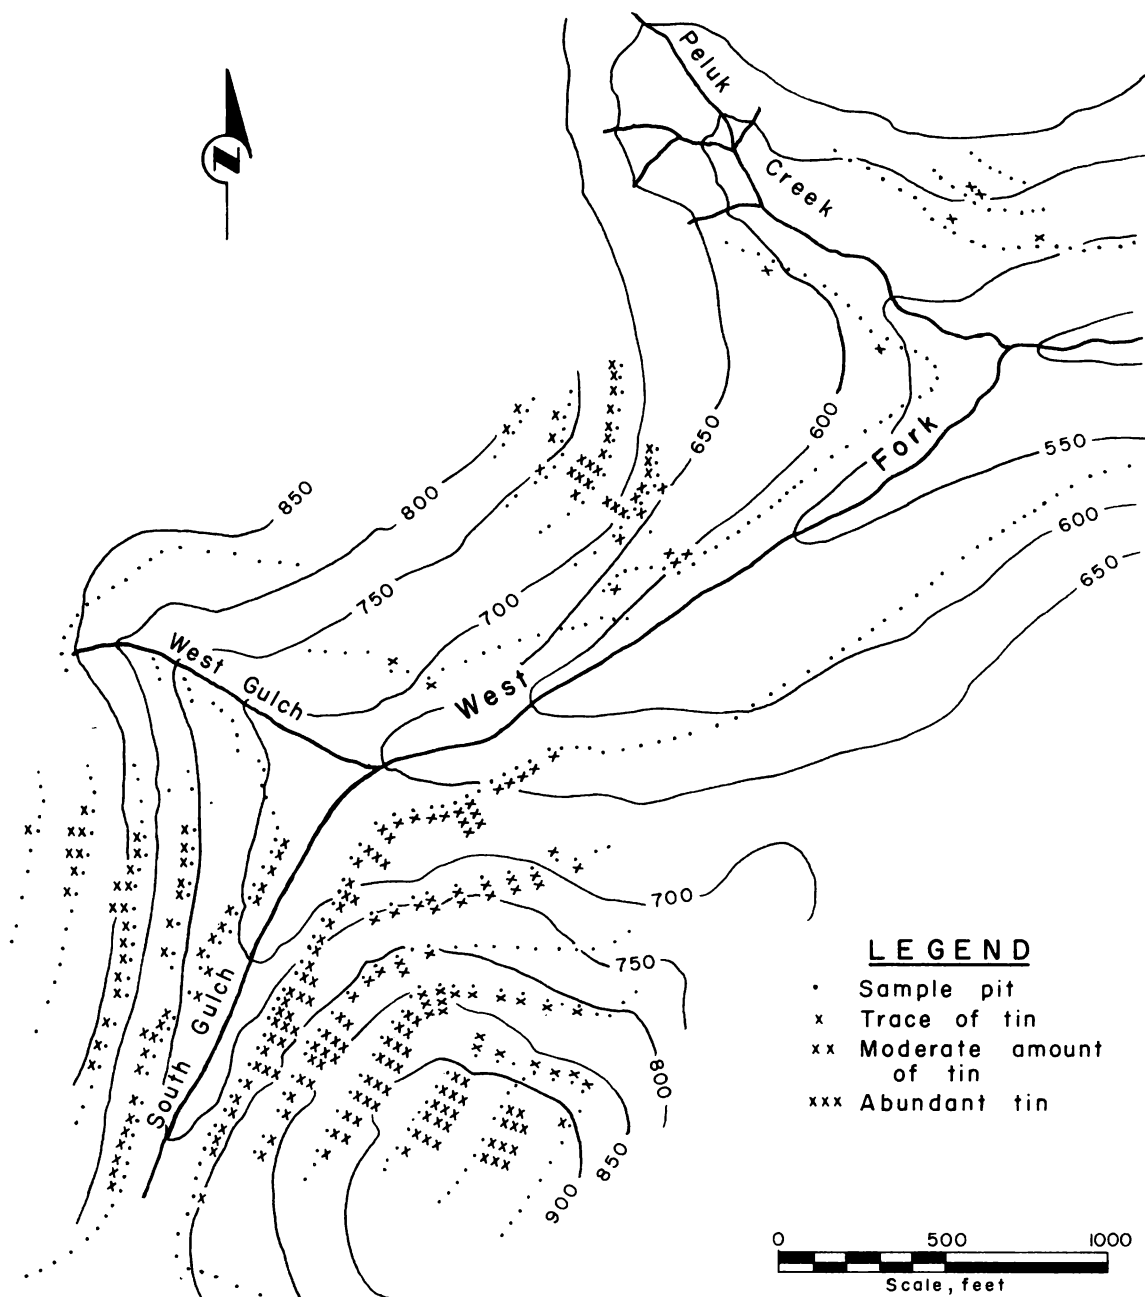 Peluk
Creek
N
650
600
Fork
550
600
650
850
800
750
700
West
Gulch
West
700
750
800
850
900
South Gulch
LEGEND
. Sample pit
x Trace of tin
xx Moderate amount
of tin
xxx Abundant tin
0 500 1000
Scale, feet